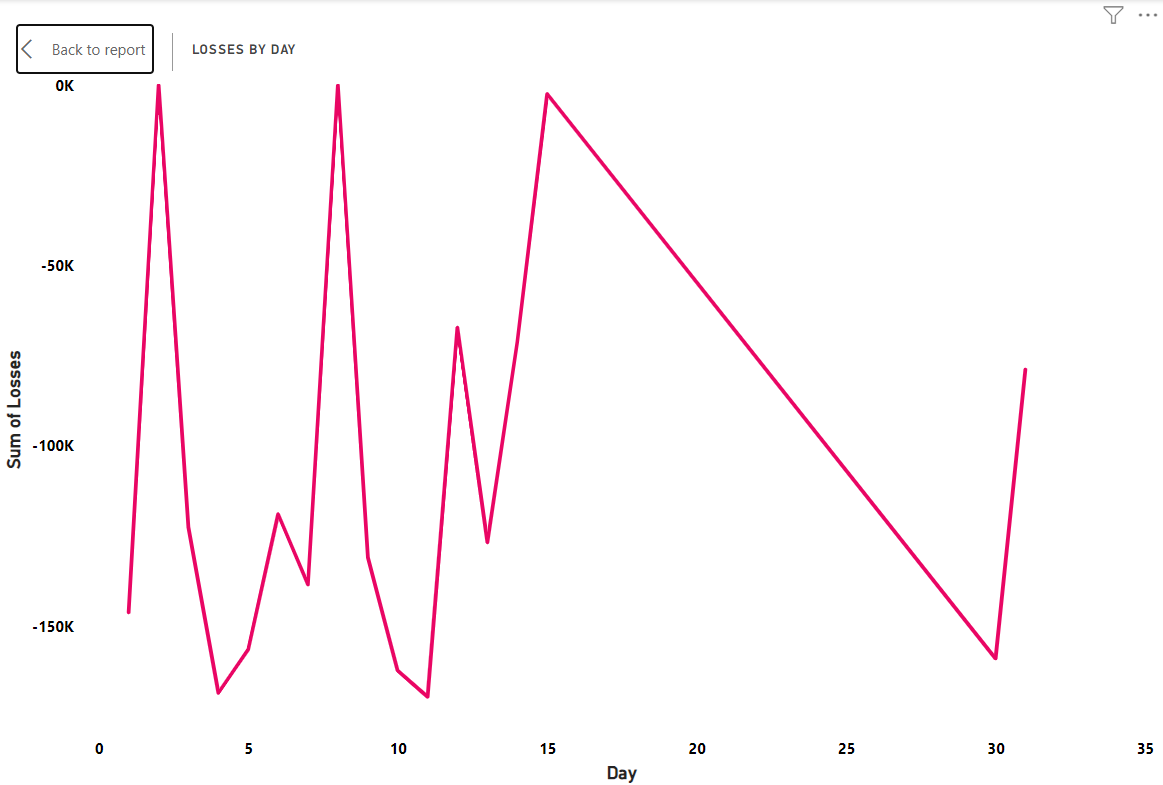 Back to report
LOSSES BY DAY
0K
-50K
-100K
-150K
Sum of Losses
0 5 10 15 20 25 30 35
Day